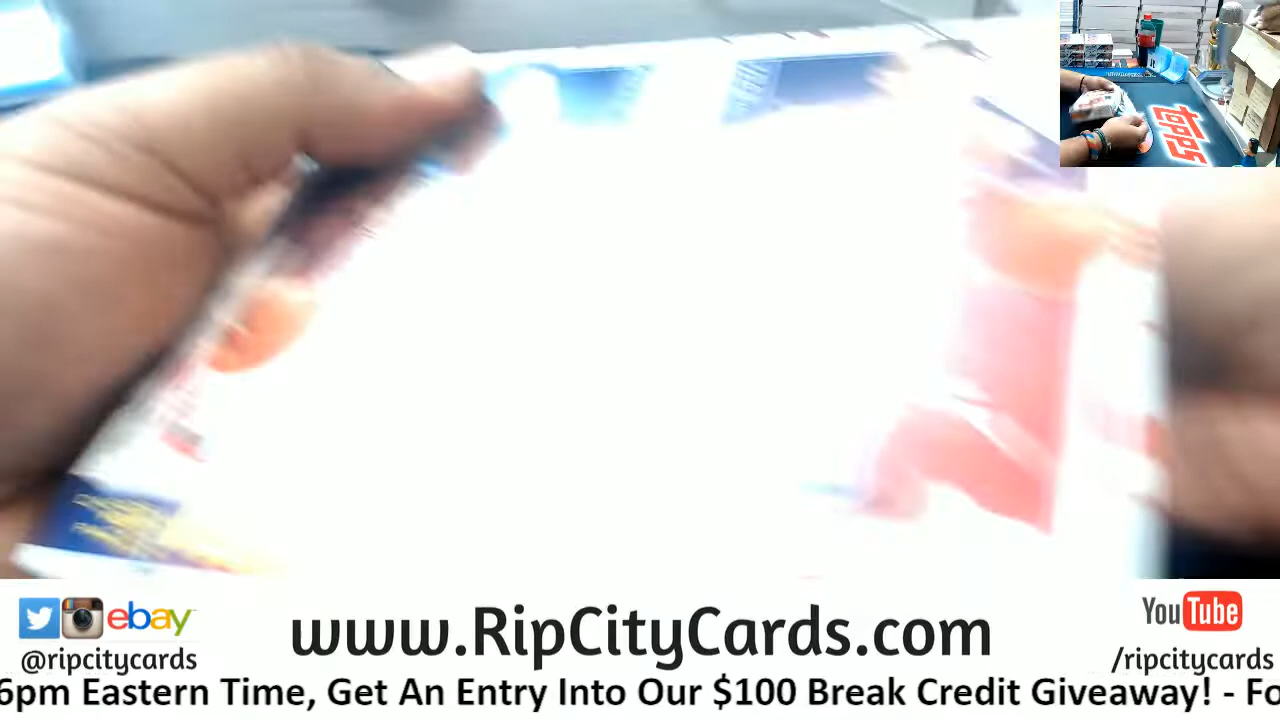 topps
ebay
www.RipCityCards.com
YouTube
@ripcitycards
/ripcitycards
6pm Eastern Time, Get An Entry Into Our $100 Break Credit Giveaway! - Fo